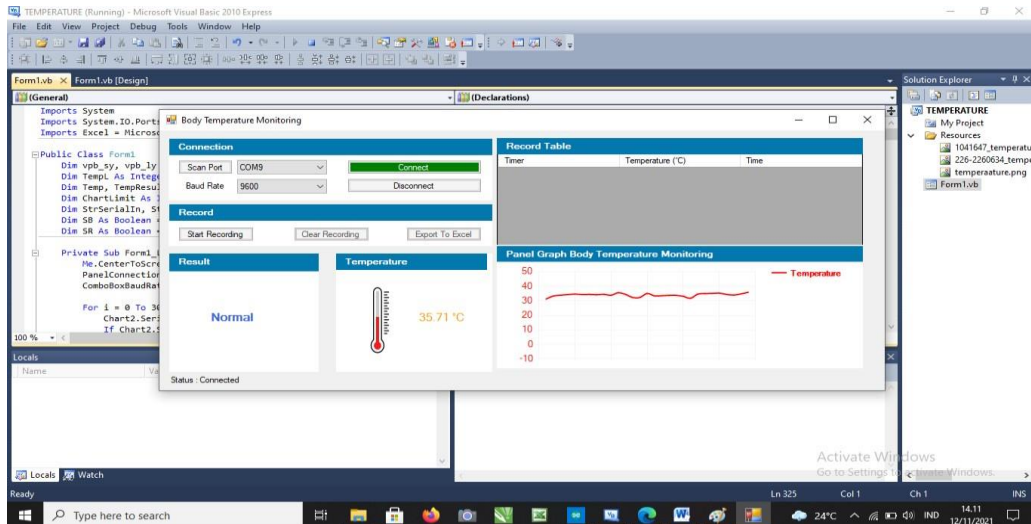 TEMPERATURE (Running) - Microsoft Visual Basic 2010 Express
File Edit View Project Debug Tools Window Help
Form1.vb Form1.vb [Design]
(General) (Declarations)
Imports System
Imports System.IO.Ports
Imports Excel = Microso
Public Class Form1
Dim vpb_sy, vpb_ly
Dim TempL As Intege
Dim Temp, TempResul
Dim ChartLimit As I
Dim StrSerialIn, St
Dim SB As Boolean =
Dim SR As Boolean =
Private Sub Form1_L
Me.CenterToScre
PanelConnection
ComboBoxBaudRat
For i = 0 To 30
Chart2.Seri
If Chart2.S
100 %
Body Temperature Monitoring
Connection
Scan Port COM9 Connect
Baud Rate 9600 Disconnect
Record
Start Recording Clear Recording Export To Excel
Result
Normal
Temperature
35.71 °C
Status : Connected
Record Table
Timer Temperature (°C) Time
Panel Graph Body Temperature Monitoring
50
40
30
20
10
0
-10
Temperature
Solution Explorer
TEMPERATURE
My Project
Resources
1041647_temperatu
226-2260634_tempe
temperaature.png
Form1.vb
Locals
Name Va
Locals Watch
Activate Windows
Go to Settings to activate Windows.
Ready Ln 325 Col 1 Ch 1 INS
Type here to search
24°C IND 14.11
12/11/2021